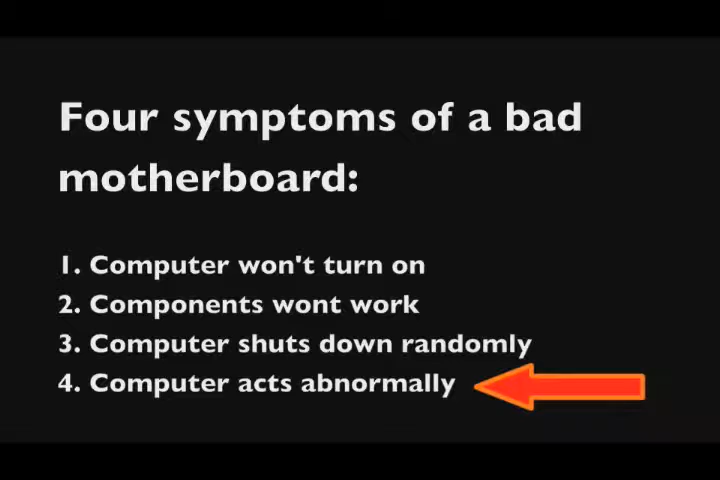 Four symptoms of a bad
motherboard:
1. Computer won't turn on
2. Components wont work
3. Computer shuts down randomly
4. Computer acts abnormally